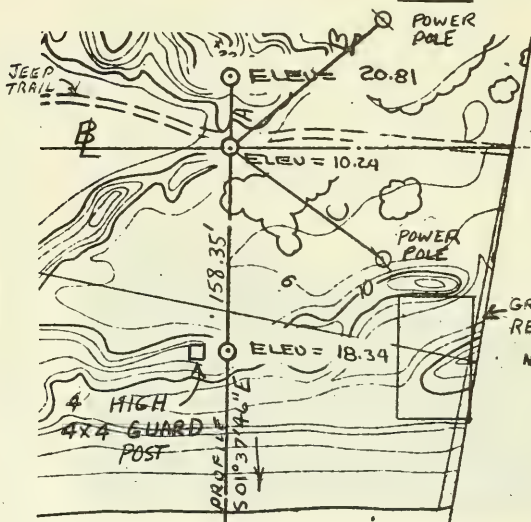 POWER
POLE
B
ELEV = 20.81
JEEP
TRAIL
A
BL
ELEV = 10.24
158.35'
C
POWER
POLE
6
10
GR
RE
ELEV = 18.34
4' HIGH
4X4 GUARD
POST
PROFILE
S01°37'46"E